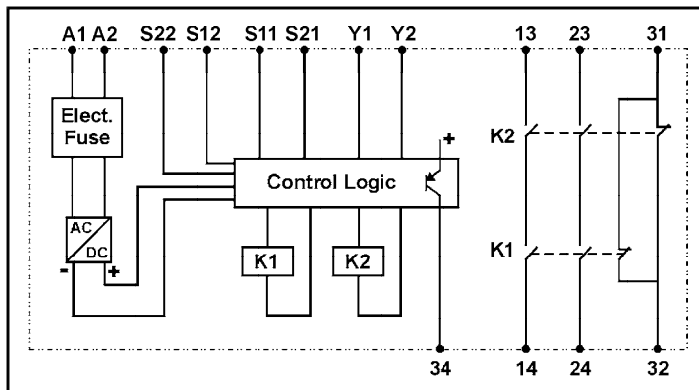 A1 A2 S22 S12 S11 S21 Y1 Y2 13 23 31
Elect.
Fuse
+
K2
Control Logic
AC
DC
- +
K1 K2
K1
34 14 24 32